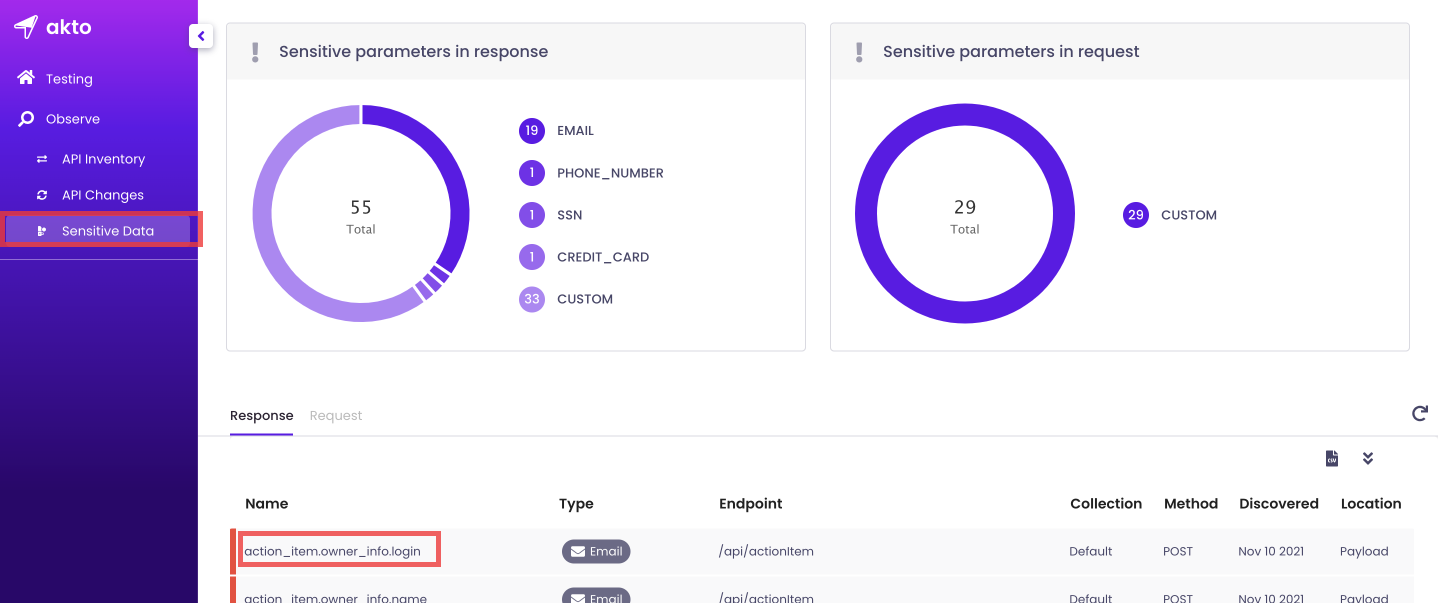 akto
Testing
Observe
API Inventory
API Changes
Sensitive Data
Sensitive parameters in response
55
Total
19 EMAIL
1 PHONE_NUMBER
1 SSN
1 CREDIT_CARD
33 CUSTOM
Sensitive parameters in request
29
Total
29 CUSTOM
Response Request
CSV
Name Type Endpoint Collection Method Discovered Location
action_item.owner_info.login Email /api/actionItem Default POST Nov 10 2021 Payload
action_item.owner_info.name Email /api/actionItem Default POST Nov 10 2021 Payload